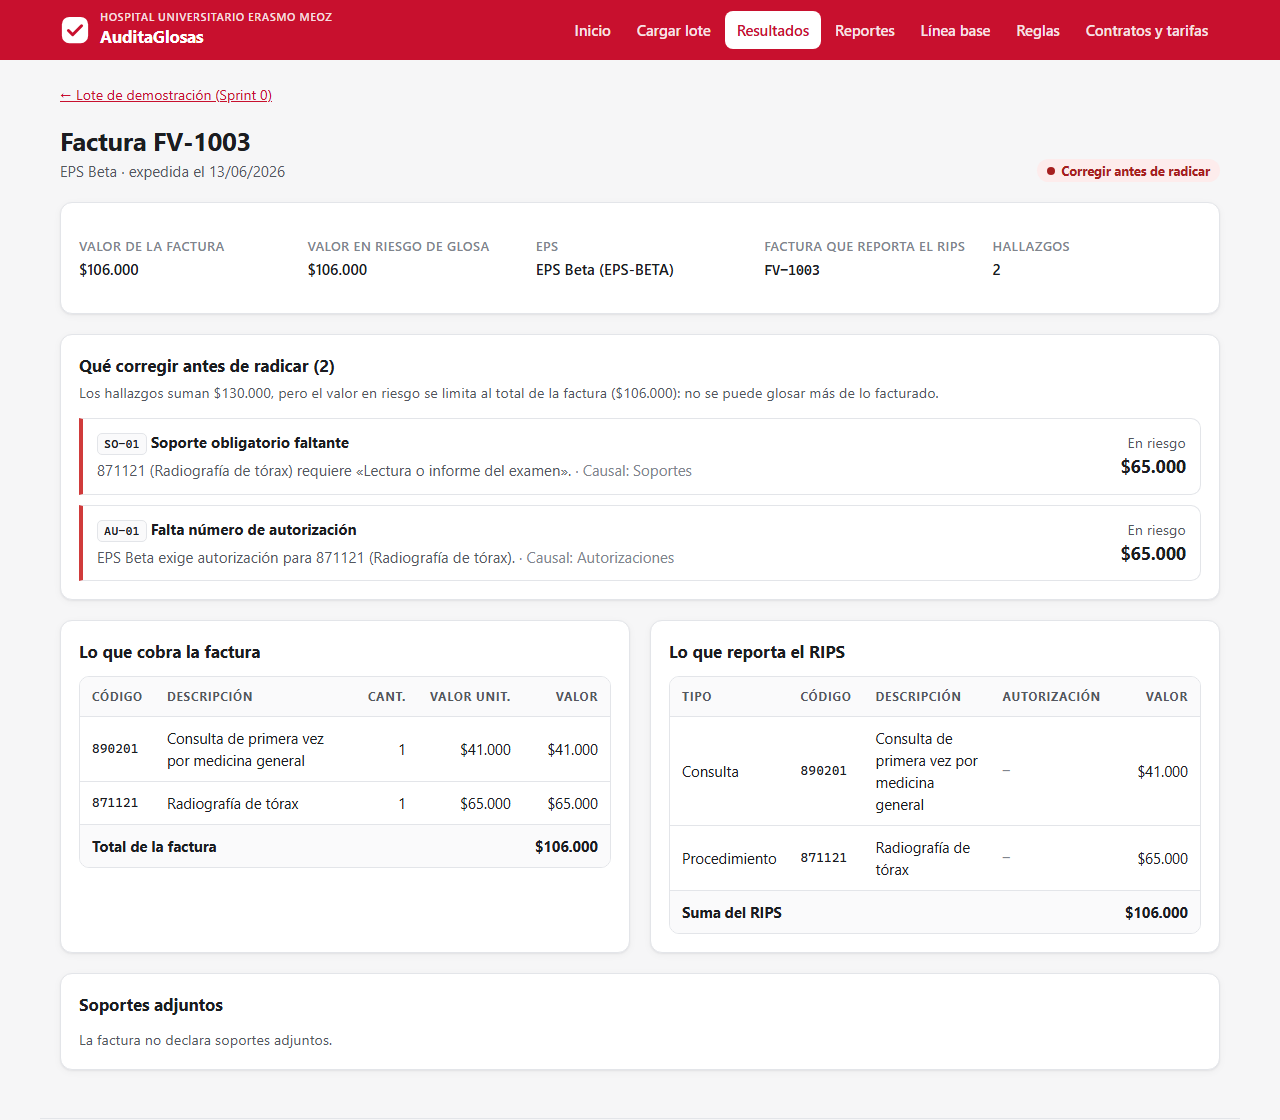 HOSPITAL UNIVERSITARIO ERASMO MEOZ
AuditaGlosas
Inicio Cargar lote Resultados Reportes Línea base Reglas Contratos y tarifas
← Lote de demostración (Sprint 0)
Factura FV-1003
EPS Beta · expedida el 13/06/2026
Corregir antes de radicar
VALOR DE LA FACTURA VALOR EN RIESGO DE GLOSA EPS FACTURA QUE REPORTA EL RIPS HALLAZGOS
$106.000 $106.000 EPS Beta (EPS-BETA) FV-1003 2
Qué corregir antes de radicar (2)
Los hallazgos suman $130.000, pero el valor en riesgo se limita al total de la factura ($106.000): no se puede glosar más de lo facturado.
SO-01 Soporte obligatorio faltante
871121 (Radiografía de tórax) requiere «Lectura o informe del examen». · Causal: Soportes
En riesgo
$65.000
AU-01 Falta número de autorización
EPS Beta exige autorización para 871121 (Radiografía de tórax). · Causal: Autorizaciones
En riesgo
$65.000
Lo que cobra la factura
CÓDIGO DESCRIPCIÓN CANT. VALOR UNIT. VALOR
890201 Consulta de primera vez por medicina general 1 $41.000 $41.000
871121 Radiografía de tórax 1 $65.000 $65.000
Total de la factura $106.000
Lo que reporta el RIPS
TIPO CÓDIGO DESCRIPCIÓN AUTORIZACIÓN VALOR
Consulta 890201 Consulta de primera vez por medicina general – $41.000
Procedimiento 871121 Radiografía de tórax – $65.000
Suma del RIPS $106.000
Soportes adjuntos
La factura no declara soportes adjuntos.